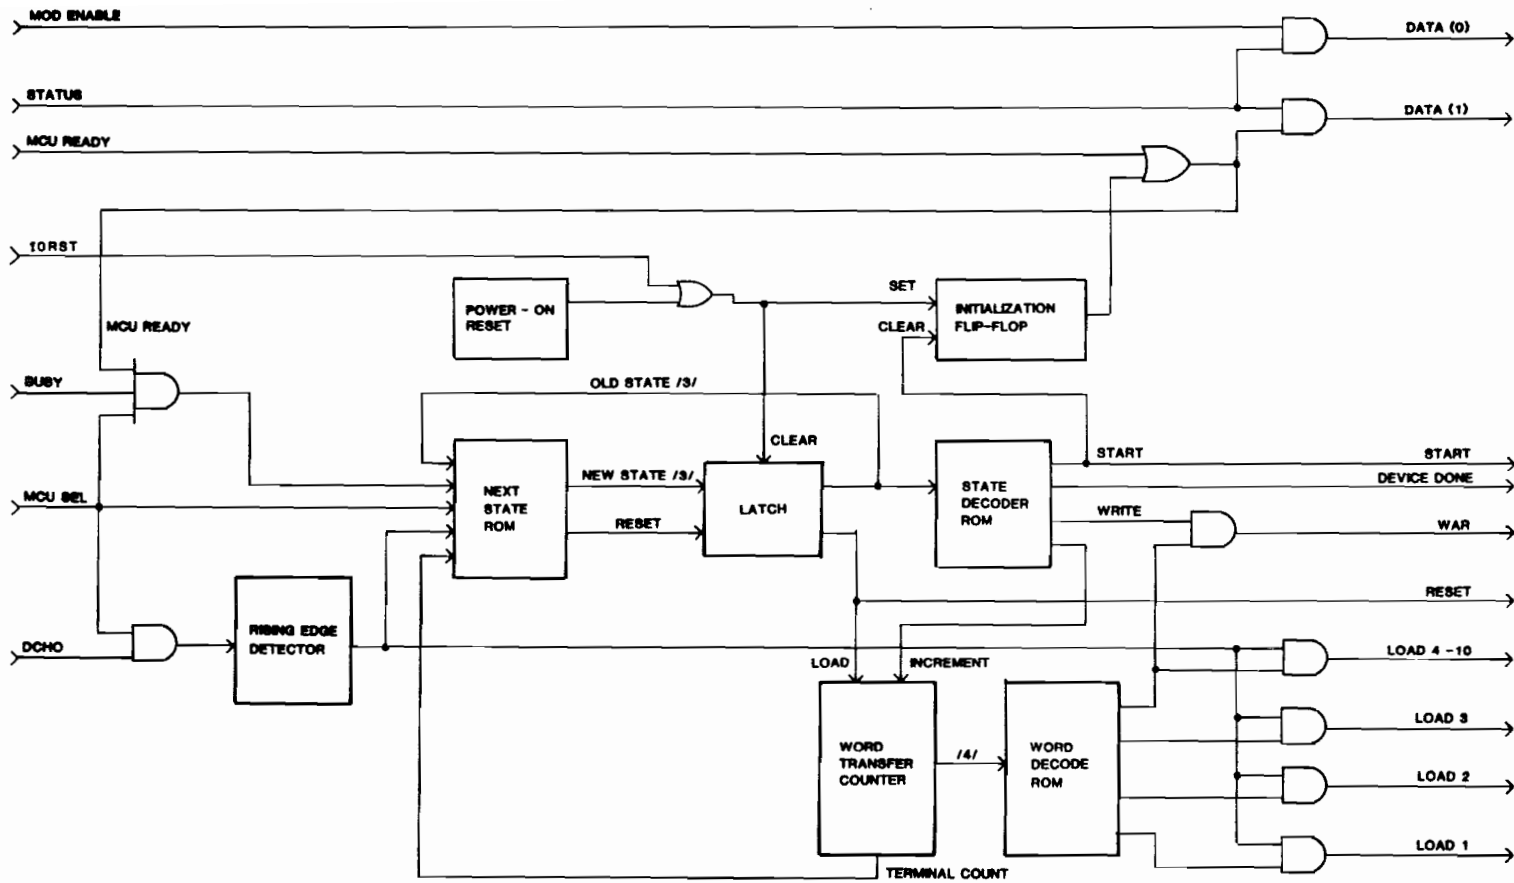 MOD ENABLE
DATA (0)
STATUS
DATA (1)
MCU READY
IORST
SET
POWER - ON
RESET
INITIALIZATION
FLIP-FLOP
CLEAR
MCU READY
BUSY
OLD STATE /3/
CLEAR
START
START
NEW STATE /3/
DEVICE DONE
NEXT
STATE
ROM
STATE
DECODER
ROM
MCU SEL
LATCH
WRITE
RESET
WAR
RESET
RISING EDGE
DETECTOR
DCHO
LOAD
INCREMENT
LOAD 4 -10
LOAD 3
WORD
TRANSFER
COUNTER
/4/
WORD
DECODE
ROM
LOAD 2
LOAD 1
TERMINAL COUNT